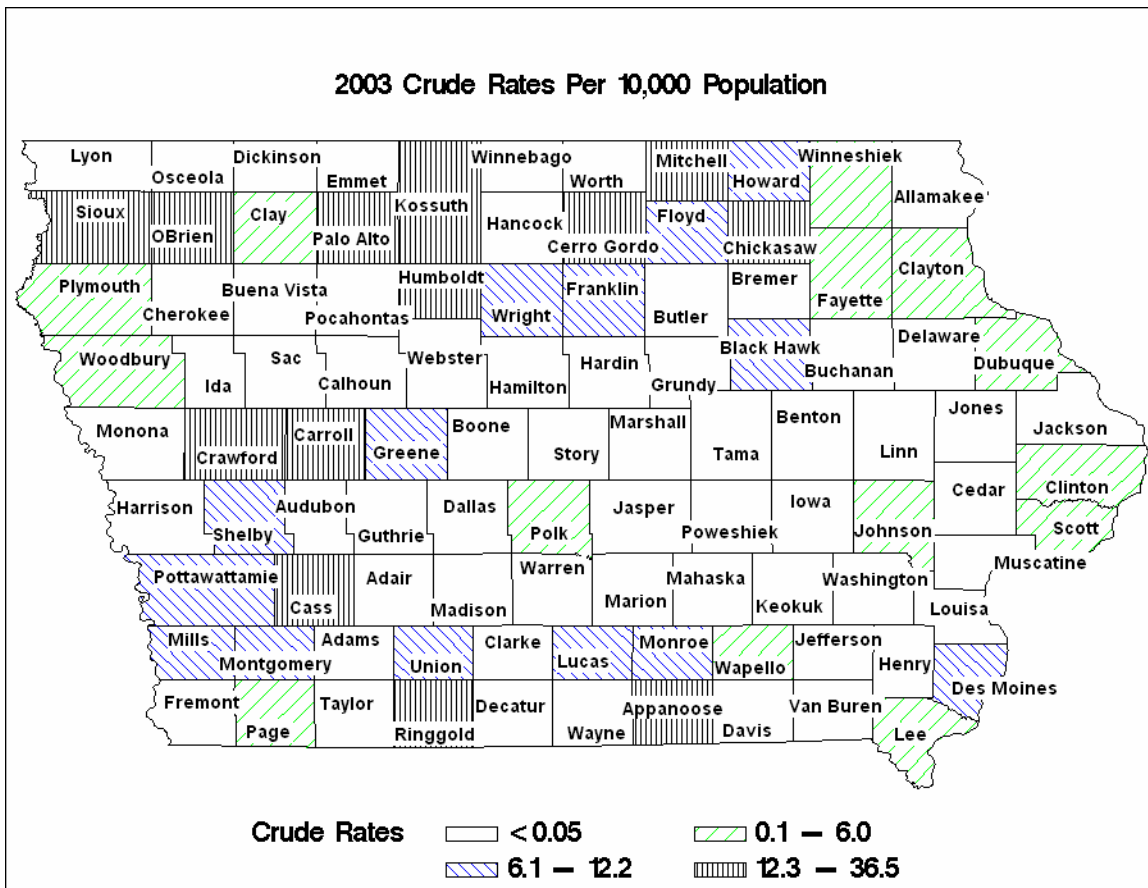 2003 Crude Rates Per 10,000 Population
Lyon
Osceola
Dickinson
Emmet
Winnebago
Worth
Mitchell
Howard
Winneshiek
Allamakee
Sioux
OBrien
Clay
Palo Alto
Kossuth
Hancock
Cerro Gordo
Floyd
Chickasaw
Plymouth
Cherokee
Buena Vista
Pocahontas
Humboldt
Wright
Franklin
Butler
Bremer
Fayette
Clayton
Woodbury
Ida
Sac
Calhoun
Webster
Hamilton
Hardin
Grundy
Black Hawk
Buchanan
Delaware
Dubuque
Monona
Crawford
Carroll
Greene
Boone
Story
Marshall
Tama
Benton
Linn
Jones
Jackson
Harrison
Shelby
Audubon
Guthrie
Dallas
Polk
Jasper
Poweshiek
Iowa
Johnson
Cedar
Clinton
Scott
Muscatine
Pottawattamie
Cass
Adair
Madison
Warren
Marion
Mahaska
Keokuk
Washington
Louisa
Mills
Montgomery
Adams
Union
Clarke
Lucas
Monroe
Wapello
Jefferson
Henry
Des Moines
Fremont
Page
Taylor
Ringgold
Decatur
Wayne
Appanoose
Davis
Van Buren
Lee
Crude Rates <0.05 0.1 – 6.0
6.1 – 12.2 12.3 – 36.5